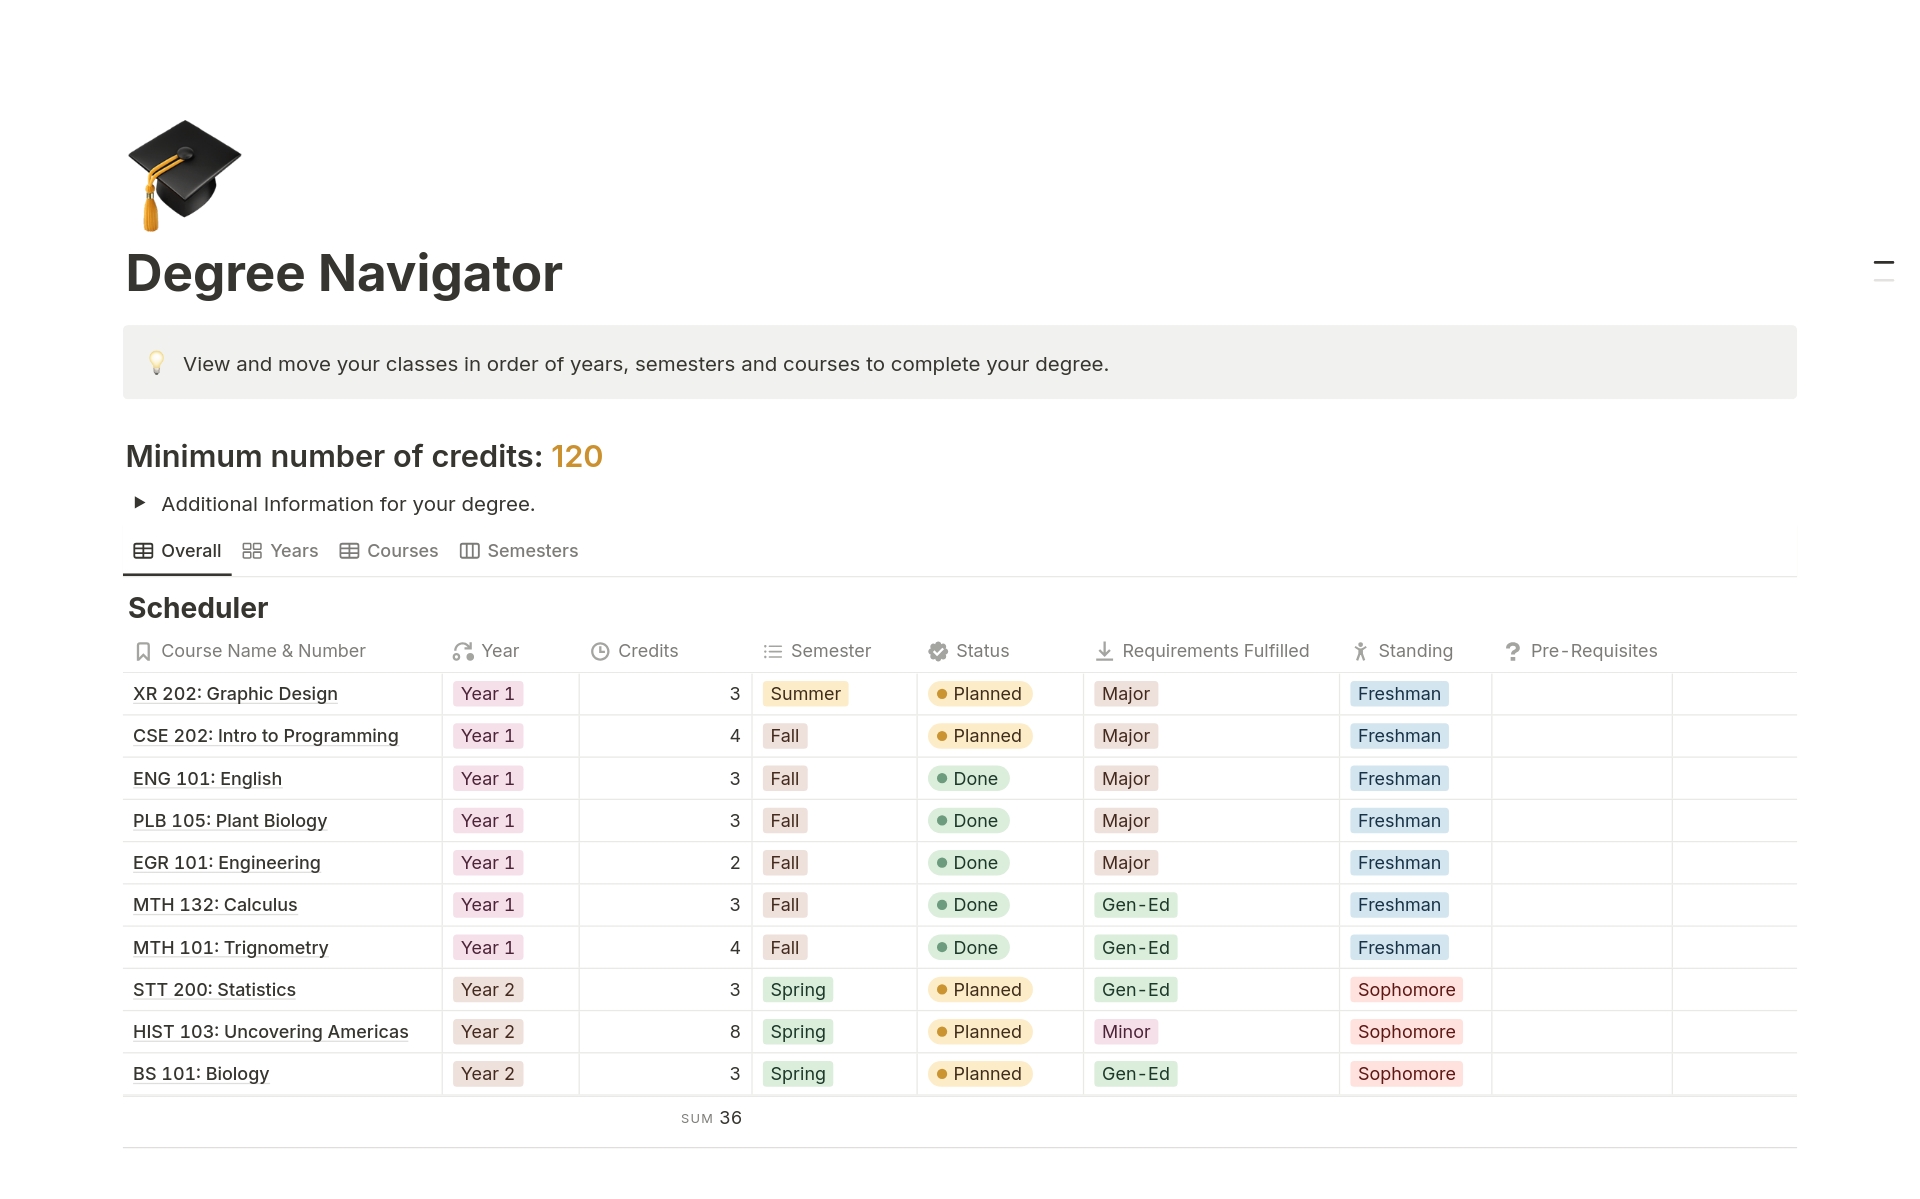 Degree Navigator
View and move your classes in order of years, semesters and courses to complete your degree.
Minimum number of credits: 120
Additional Information for your degree.
Overall Years Courses Semesters
Scheduler
Course Name & Number Year Credits Semester Status Requirements Fulfilled Standing Pre-Requisites
XR 202: Graphic Design Year 1 3 Summer Planned Major Freshman
CSE 202: Intro to Programming Year 1 4 Fall Planned Major Freshman
ENG 101: English Year 1 3 Fall Done Major Freshman
PLB 105: Plant Biology Year 1 3 Fall Done Major Freshman
EGR 101: Engineering Year 1 2 Fall Done Major Freshman
MTH 132: Calculus Year 1 3 Fall Done Gen-Ed Freshman
MTH 101: Trignometry Year 1 4 Fall Done Gen-Ed Freshman
STT 200: Statistics Year 2 3 Spring Planned Gen-Ed Sophomore
HIST 103: Uncovering Americas Year 2 8 Spring Planned Minor Sophomore
BS 101: Biology Year 2 3 Spring Planned Gen-Ed Sophomore
SUM 36